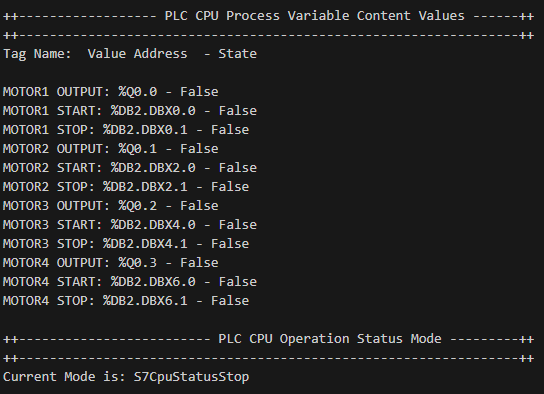 ++------------------ PLC CPU Process Variable Content Values ------++
++-----------------------------------------------------------------++
Tag Name:  Value Address  - State
MOTOR1 OUTPUT: %Q0.0 - False
MOTOR1 START: %DB2.DBX0.0 - False
MOTOR1 STOP: %DB2.DBX0.1 - False
MOTOR2 OUTPUT: %Q0.1 - False
MOTOR2 START: %DB2.DBX2.0 - False
MOTOR2 STOP: %DB2.DBX2.1 - False
MOTOR3 OUTPUT: %Q0.2 - False
MOTOR3 START: %DB2.DBX4.0 - False
MOTOR3 STOP: %DB2.DBX4.1 - False
MOTOR4 OUTPUT: %Q0.3 - False
MOTOR4 START: %DB2.DBX6.0 - False
MOTOR4 STOP: %DB2.DBX6.1 - False
++------------------------- PLC CPU Operation Status Mode ---------++
++-----------------------------------------------------------------++
Current Mode is: S7CpuStatusStop